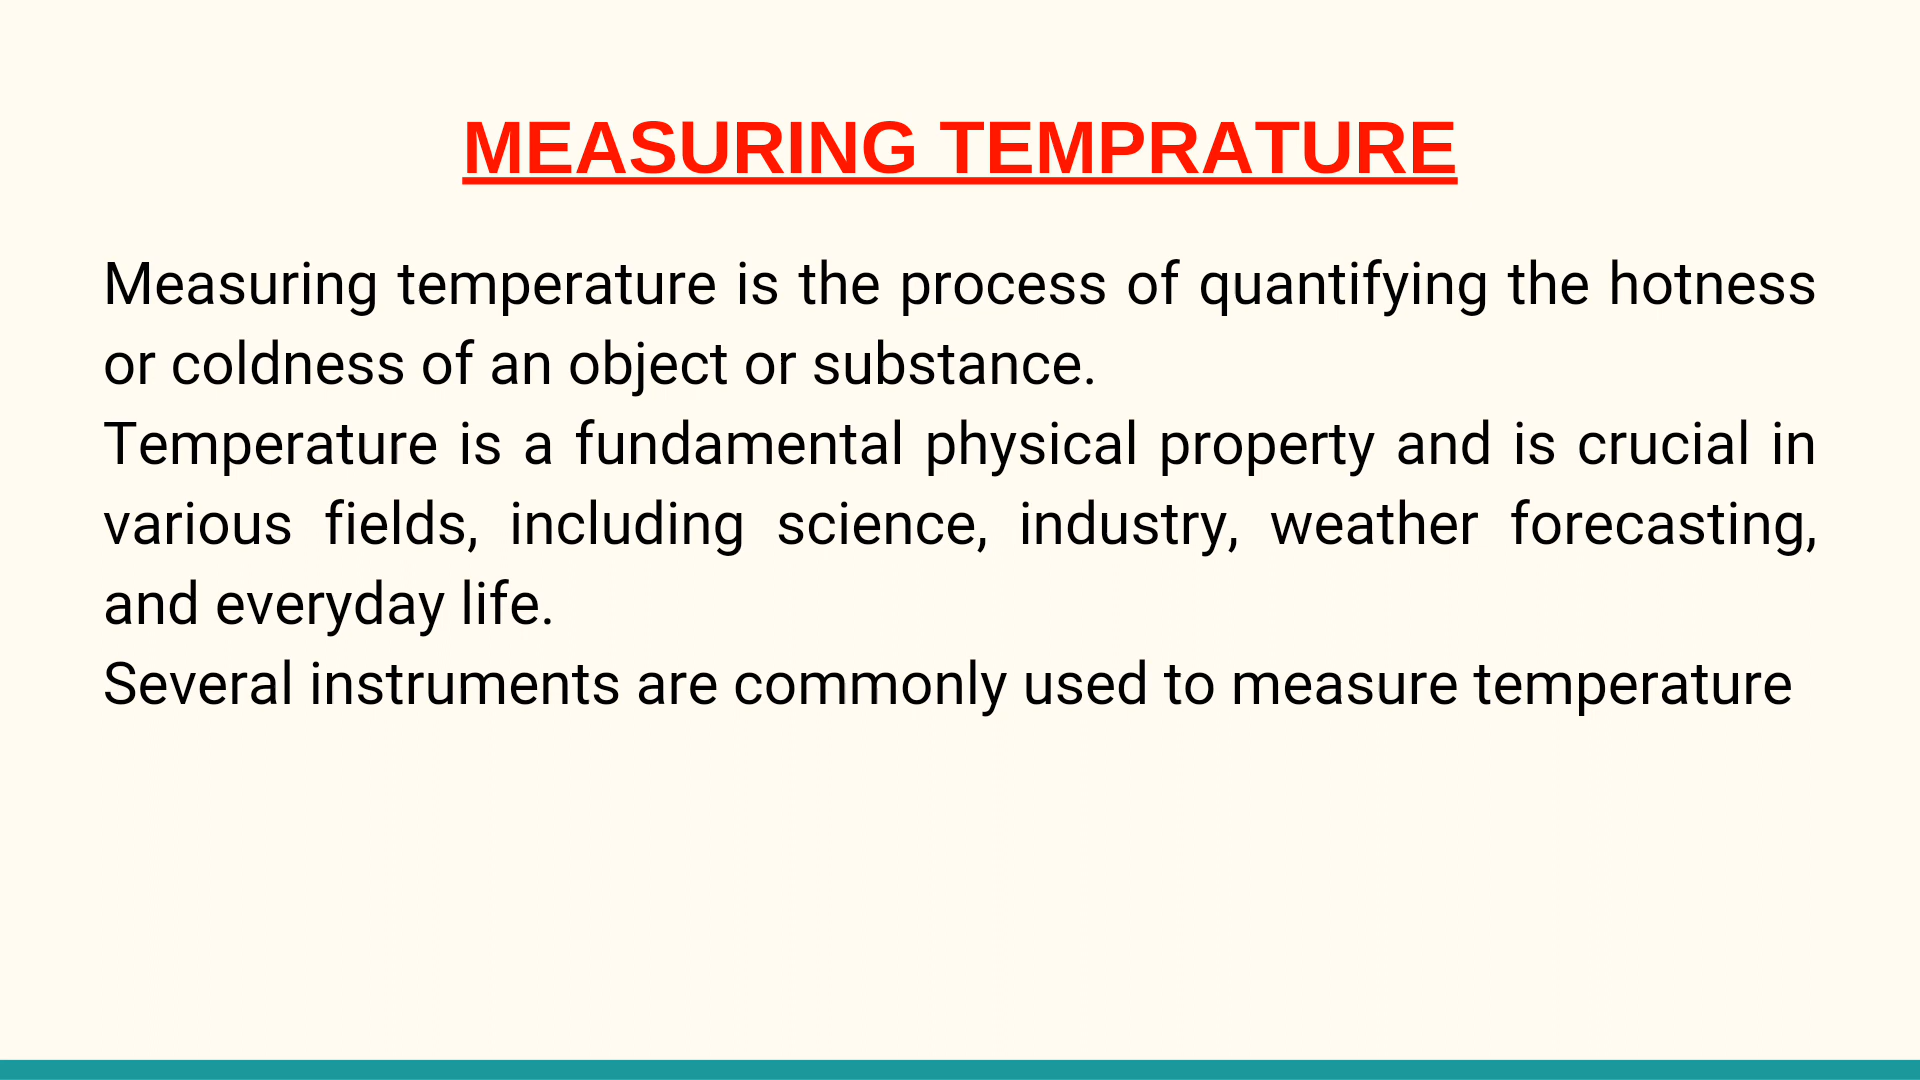 MEASURING TEMPRATURE
Measuring temperature is the process of quantifying the hotness
or coldness of an object or substance.
Temperature is a fundamental physical property and is crucial in
various fields, including science, industry, weather forecasting,
and everyday life.
Several instruments are commonly used to measure temperature